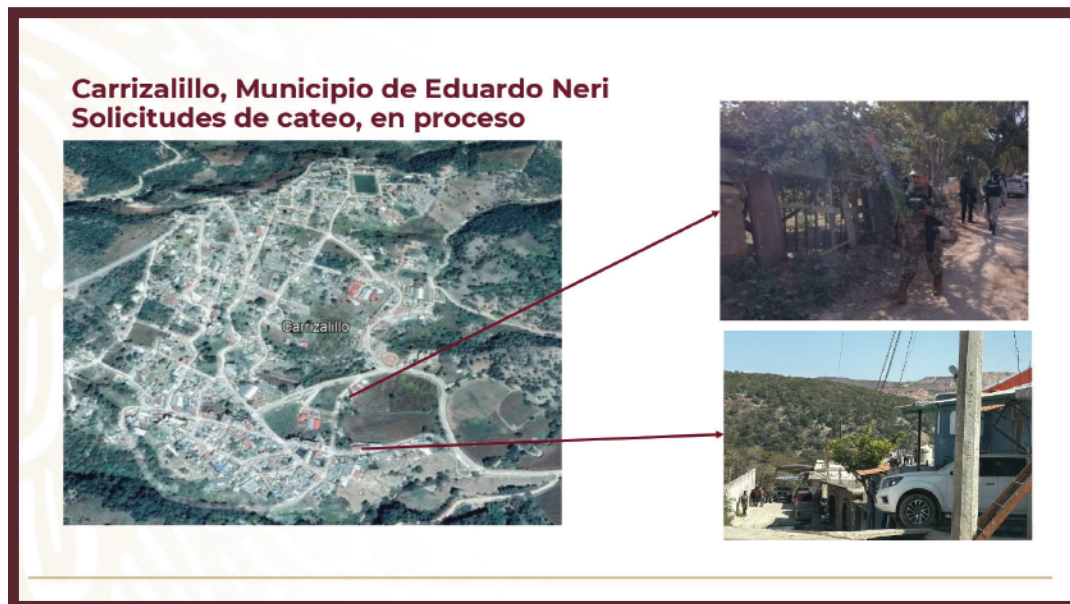 Carrizalillo, Municipio de Eduardo Neri
Solicitudes de cateo, en proceso
Carrizalillo